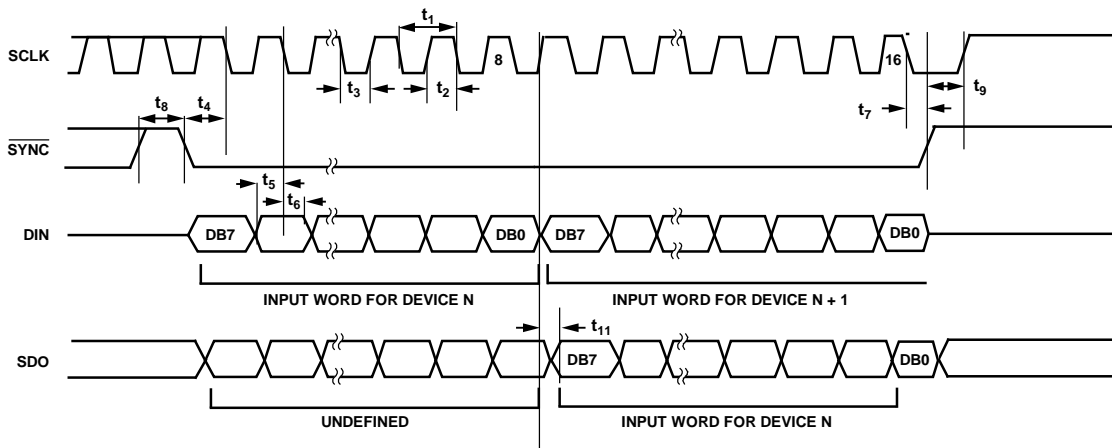 t1
SCLK
8
16
t3
t2
t9
t8
t4
t7
SYNC
t5
t6
DIN
DB7
DB0
DB7
DB0
INPUT WORD FOR DEVICE N
INPUT WORD FOR DEVICE N + 1
t11
SDO
DB7
DB0
UNDEFINED
INPUT WORD FOR DEVICE N